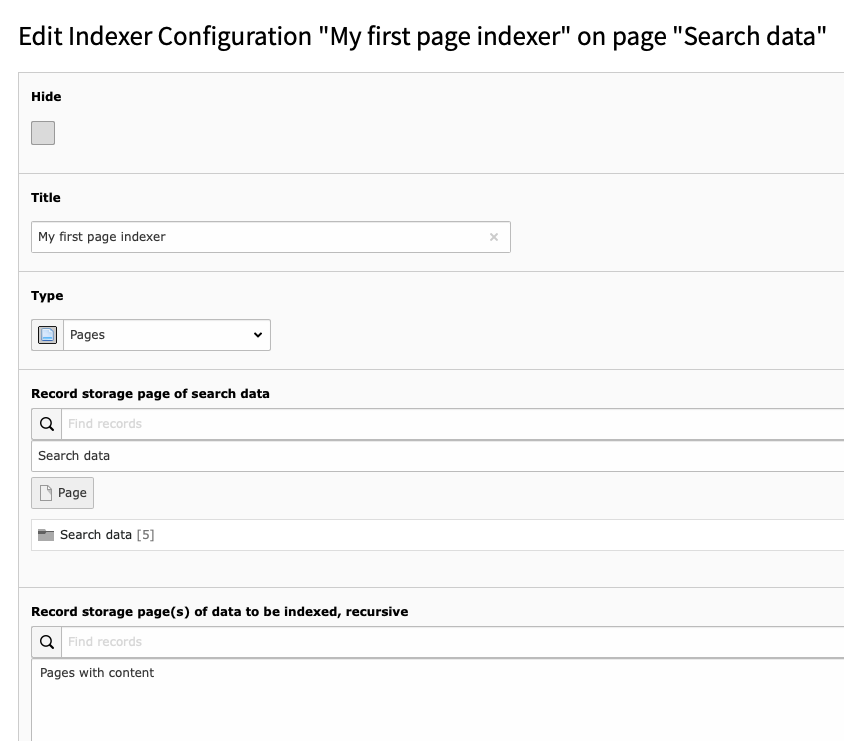 Edit Indexer Configuration "My first page indexer" on page "Search data"
Hide
Title
My first page indexer
Type
Pages
Record storage page of search data
Find records
Search data
Page
Search data [5]
Record storage page(s) of data to be indexed, recursive
Find records
Pages with content